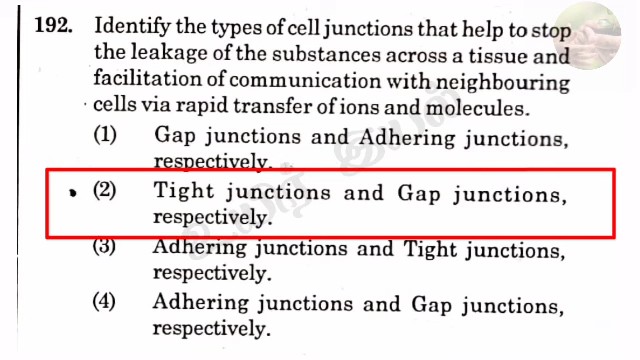 192. Identify the types of cell junctions that help to stop
the leakage of the substances across a tissue and
facilitation of communication with neighbouring
cells via rapid transfer of ions and molecules.
(1) Gap junctions and Adhering junctions,
respectively.
(2) Tight junctions and Gap junctions,
respectively.
(3) Adhering junctions and Tight junctions,
respectively.
(4) Adhering junctions and Gap junctions,
respectively.